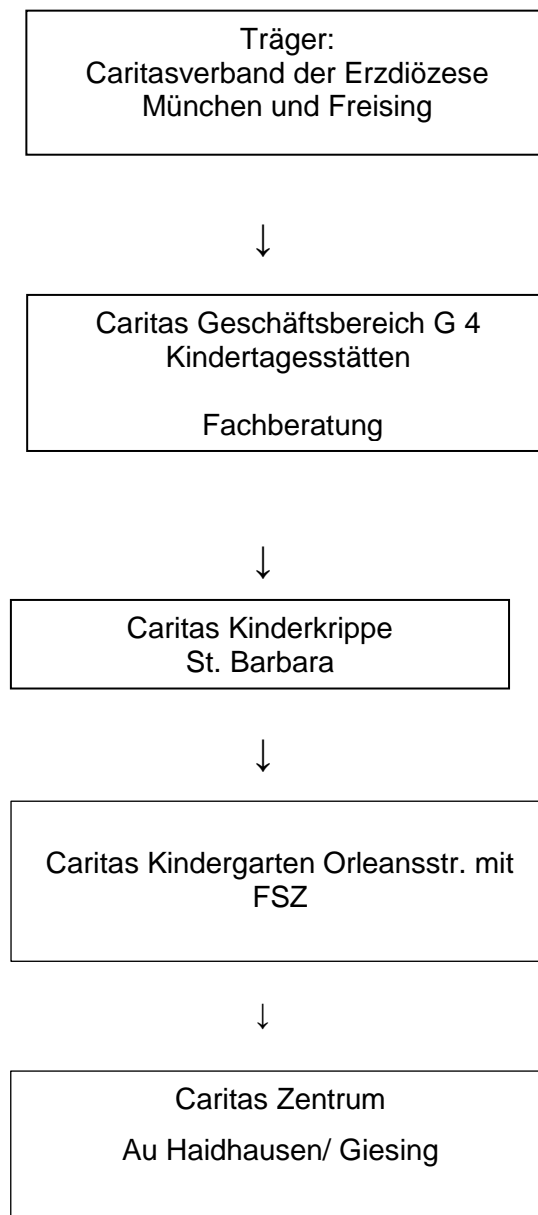 Träger:
Caritasverband der Erzdiözese
München und Freising
↓
Caritas Geschäftsbereich G 4
Kindertagesstätten
Fachberatung
↓
Caritas Kinderkrippe
St. Barbara
↓
Caritas Kindergarten Orleansstr. mit
FSZ
↓
Caritas Zentrum
Au Haidhausen/ Giesing